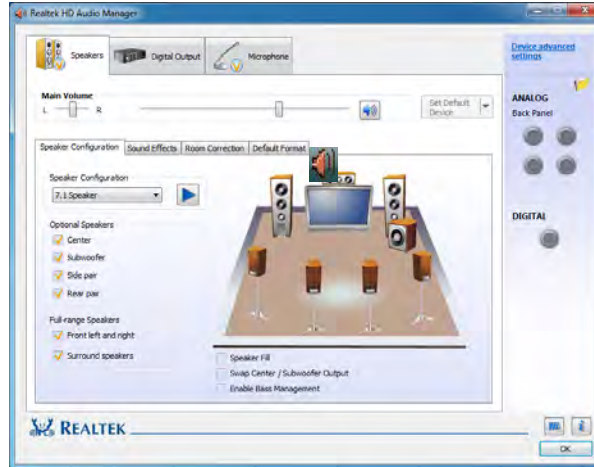 Realtek HD Audio Manager
Speakers
Digital Output
Microphone
Device advanced settings
Main Volume
L
R
Set Default Device
ANALOG
Back Panel
Speaker Configuration
Sound Effects
Room Correction
Default Format
Speaker Configuration
7.1 Speaker
Optional Speakers
Center
Subwoofer
Side pair
Rear pair
DIGITAL
Full-range Speakers
Front left and right
Surround speakers
Speaker Fill
Swap Center / Subwoofer Output
Enable Bass Management
REALTEK
OK